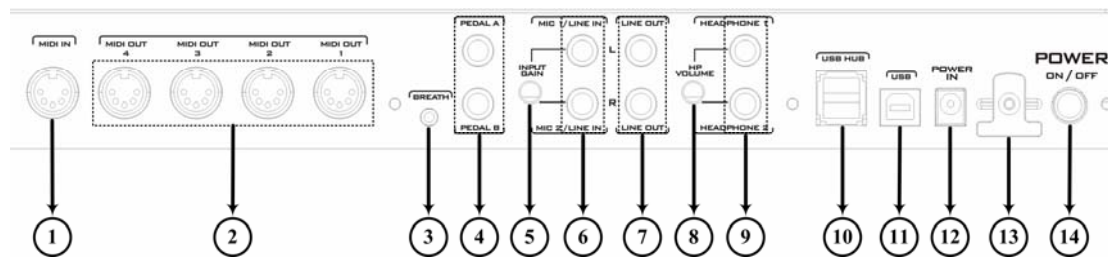 PEDAL A
MIC 1/LINE IN
LINE OUT
HEADPHONE 1
MIDI IN
MIDI OUT
4
MIDI OUT
3
MIDI OUT
2
MIDI OUT
1
L
INPUT
GAIN
HP
VOLUME
R
BREATH
USB HUB
USB
POWER
IN
POWER
ON / OFF
PEDAL B
MIC 2/LINE IN
LINE OUT
HEADPHONE 2
1
2
3
4
5
6
7
8
9
10
11
12
13
14